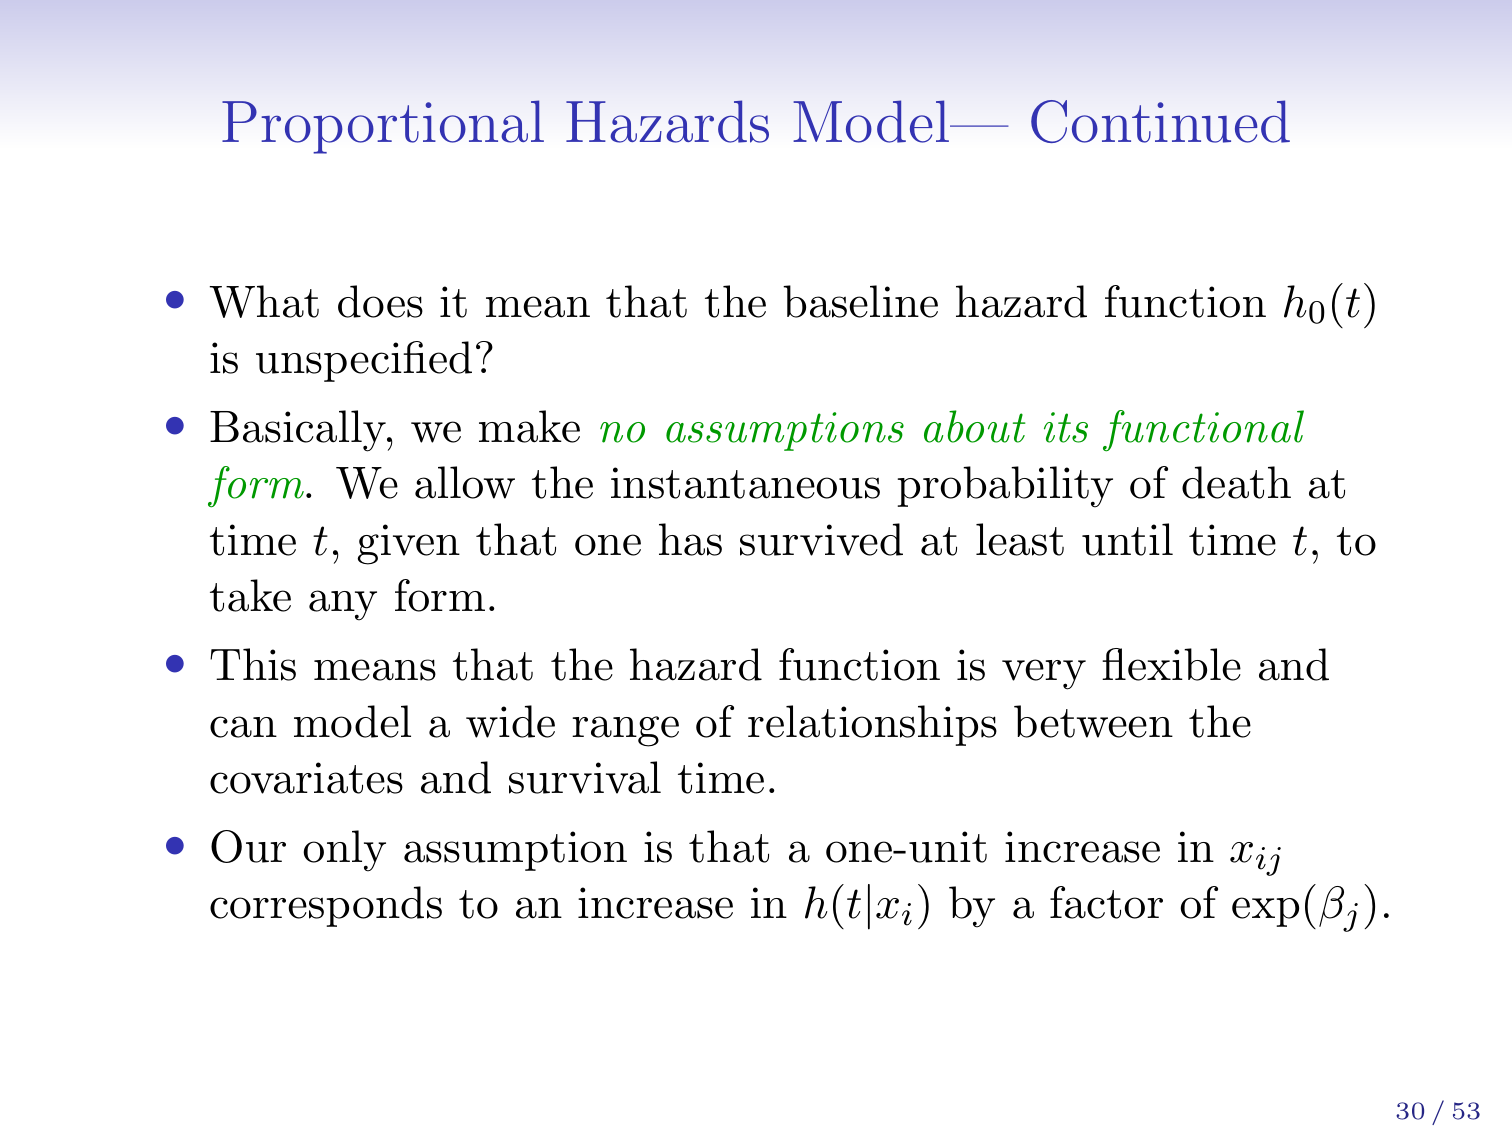 Proportional Hazards Model— Continued
• What does it mean that the baseline hazard function h₀(t)
is unspecified?
• Basically, we make no assumptions about its functional
form. We allow the instantaneous probability of death at
time t, given that one has survived at least until time t, to
take any form.
• This means that the hazard function is very flexible and
can model a wide range of relationships between the
covariates and survival time.
• Our only assumption is that a one-unit increase in xᵢⱼ
corresponds to an increase in h(t|xᵢ) by a factor of exp(βⱼ).
30 / 53